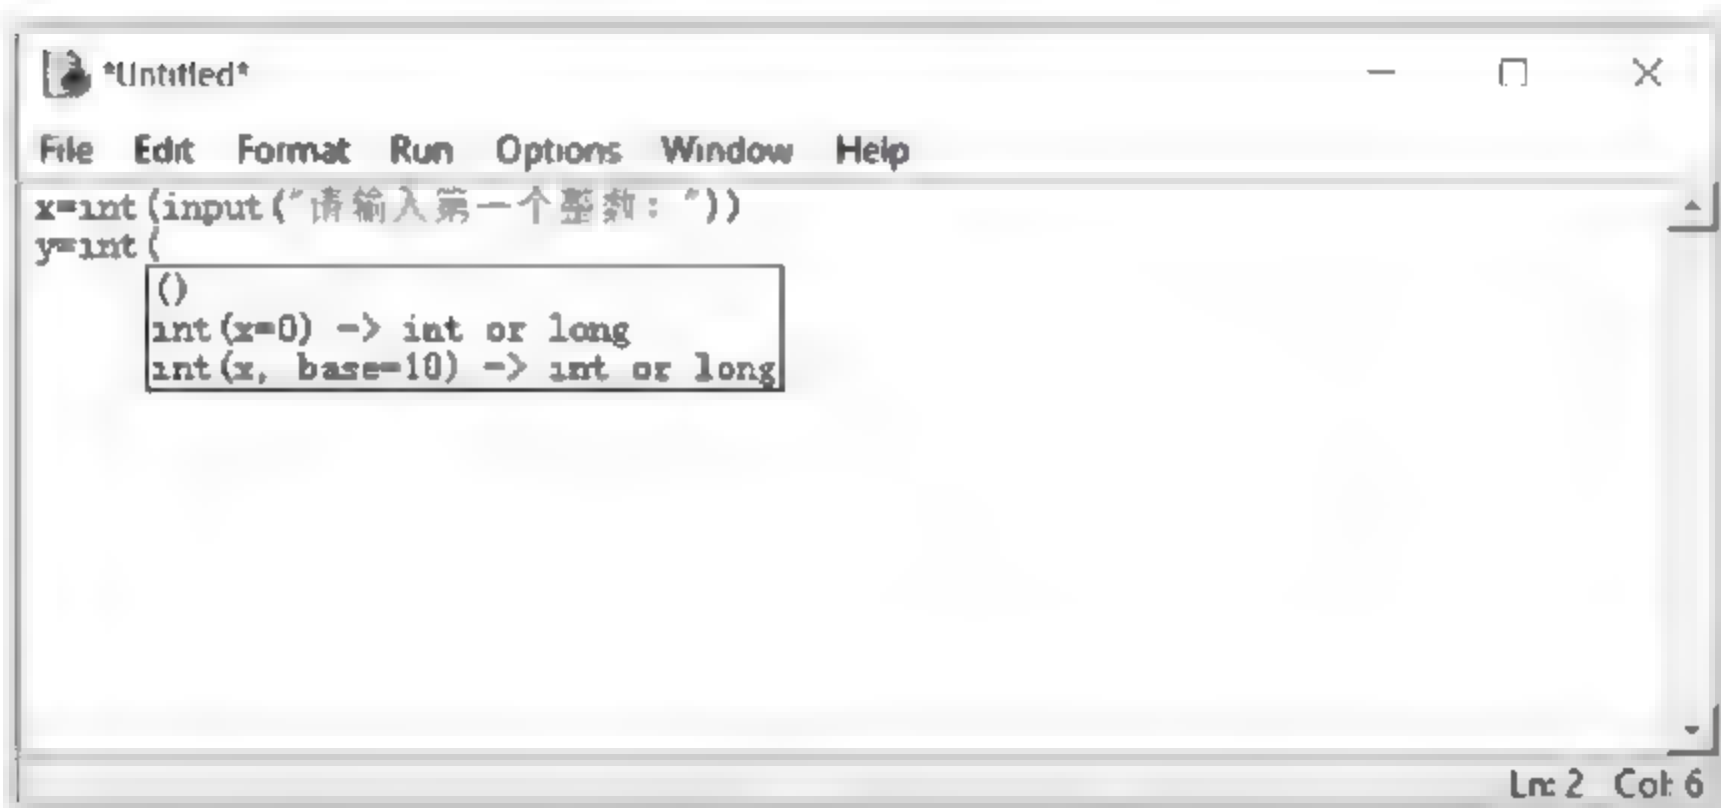 *Untitled*
File Edit Format Run Options Window Help
x=int(input("请输入第一个整数："))
y=int(
()
int(x=0) -> int or long
int(x, base=10) -> int or long
Ln: 2 Col: 6